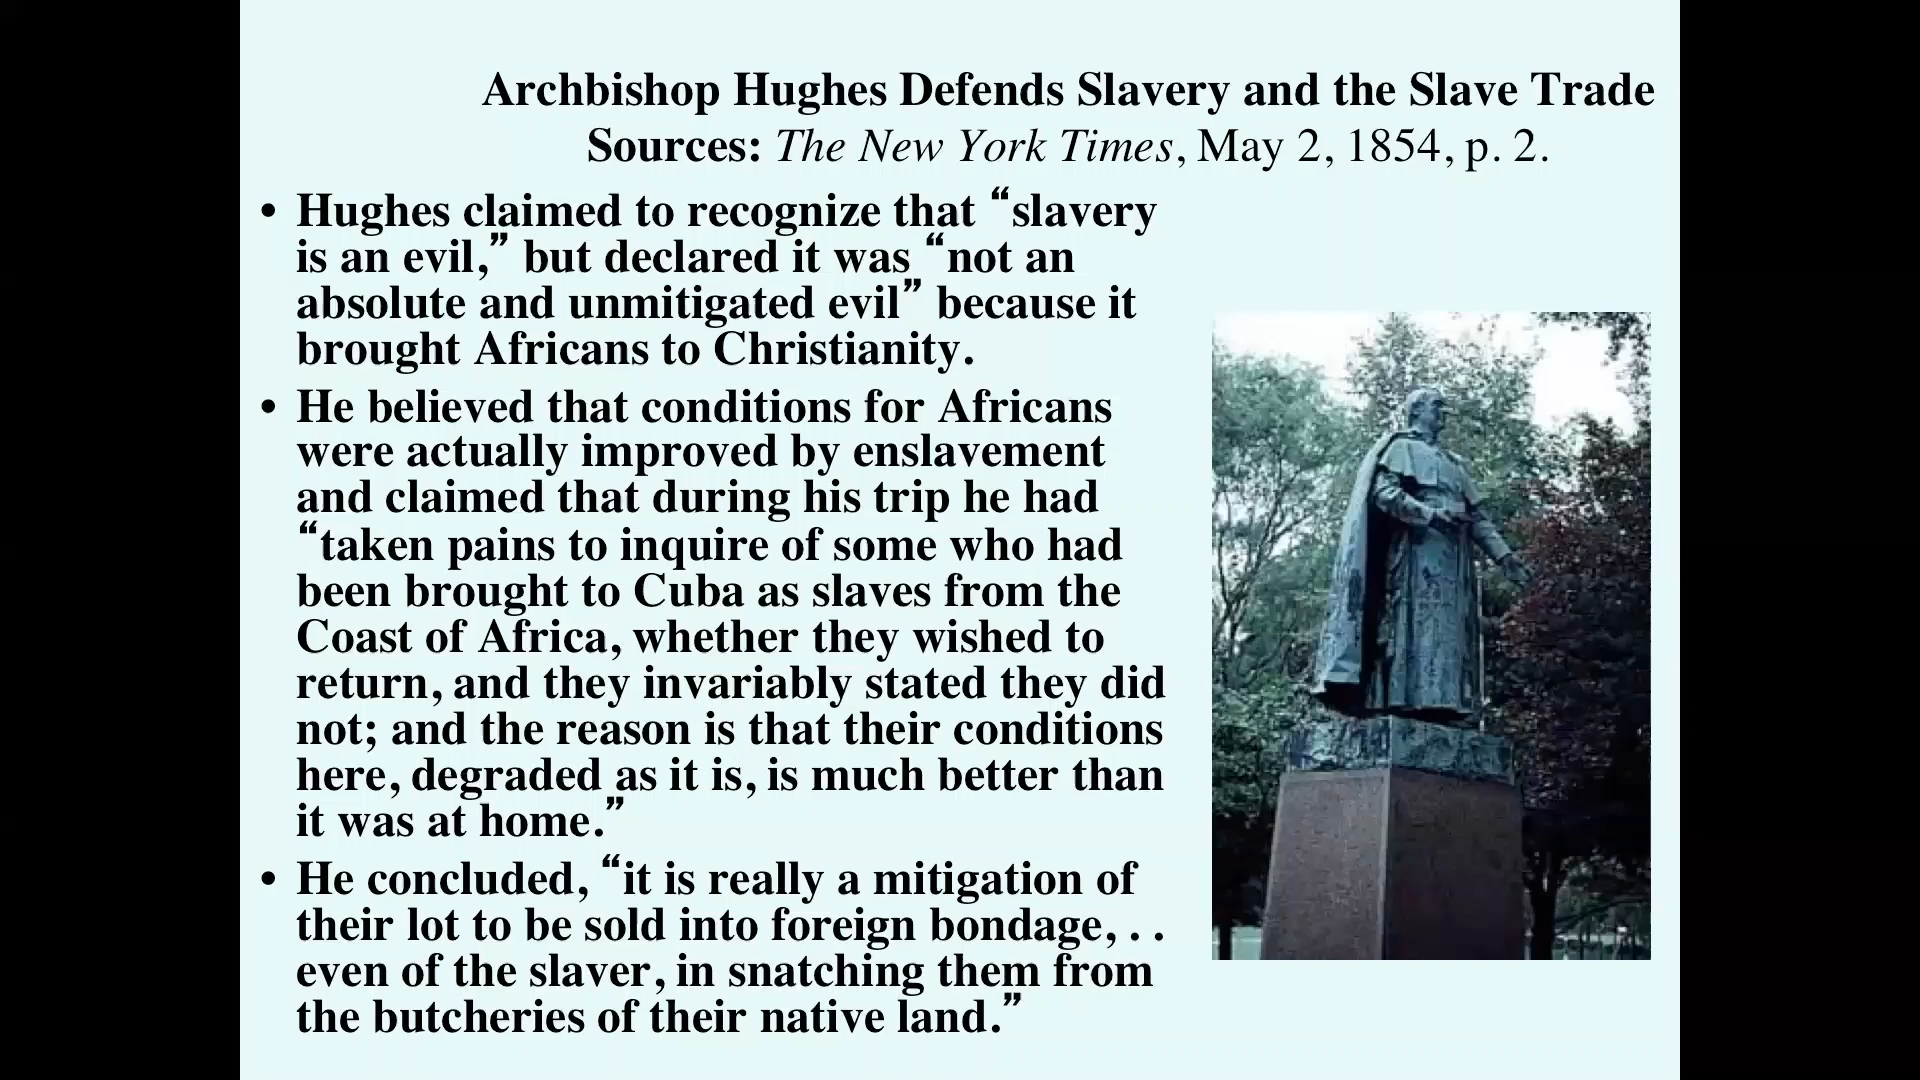 Archbishop Hughes Defends Slavery and the Slave Trade
Sources: The New York Times, May 2, 1854, p. 2.
• Hughes claimed to recognize that “slavery
is an evil,” but declared it was “not an
absolute and unmitigated evil” because it
brought Africans to Christianity.
• He believed that conditions for Africans
were actually improved by enslavement
and claimed that during his trip he had
“taken pains to inquire of some who had
been brought to Cuba as slaves from the
Coast of Africa, whether they wished to
return, and they invariably stated they did
not; and the reason is that their conditions
here, degraded as it is, is much better than
it was at home.”
• He concluded, “it is really a mitigation of
their lot to be sold into foreign bondage, . .
even of the slaver, in snatching them from
the butcheries of their native land.”